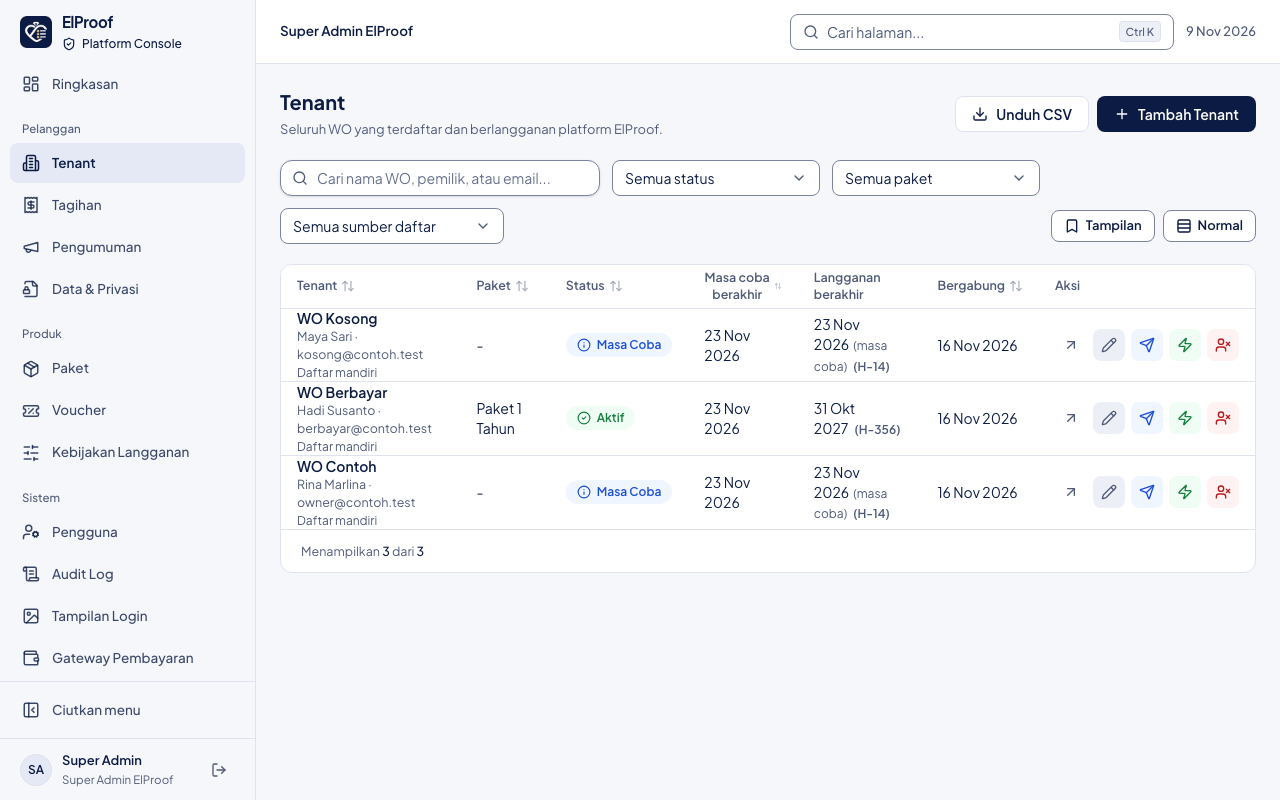 ElProof
Platform Console
Ringkasan
Pelanggan
Tenant
Tagihan
Pengumuman
Data & Privasi
Produk
Paket
Voucher
Kebijakan Langganan
Sistem
Pengguna
Audit Log
Tampilan Login
Gateway Pembayaran
Ciutkan menu
SA
Super Admin
Super Admin ElProof
Super Admin ElProof
Cari halaman...
Ctrl K
9 Nov 2026
Tenant
Seluruh WO yang terdaftar dan berlangganan platform ElProof.
Unduh CSV
Tambah Tenant
Cari nama WO, pemilik, atau email...
Semua status
Semua paket
Semua sumber daftar
Tampilan
Normal
Tenant
Paket
Status
Masa coba
berakhir
Langganan
berakhir
Bergabung
Aksi
WO Kosong
Maya Sari ·
kosong@contoh.test
Daftar mandiri
-
Masa Coba
23 Nov
2026
23 Nov
2026 (masa
coba) (H-14)
16 Nov 2026
WO Berbayar
Hadi Susanto ·
berbayar@contoh.test
Daftar mandiri
Paket 1
Tahun
Aktif
23 Nov
2026
31 Okt
2027 (H-356)
16 Nov 2026
WO Contoh
Rina Marlina ·
owner@contoh.test
Daftar mandiri
-
Masa Coba
23 Nov
2026
23 Nov
2026 (masa
coba) (H-14)
16 Nov 2026
Menampilkan 3 dari 3